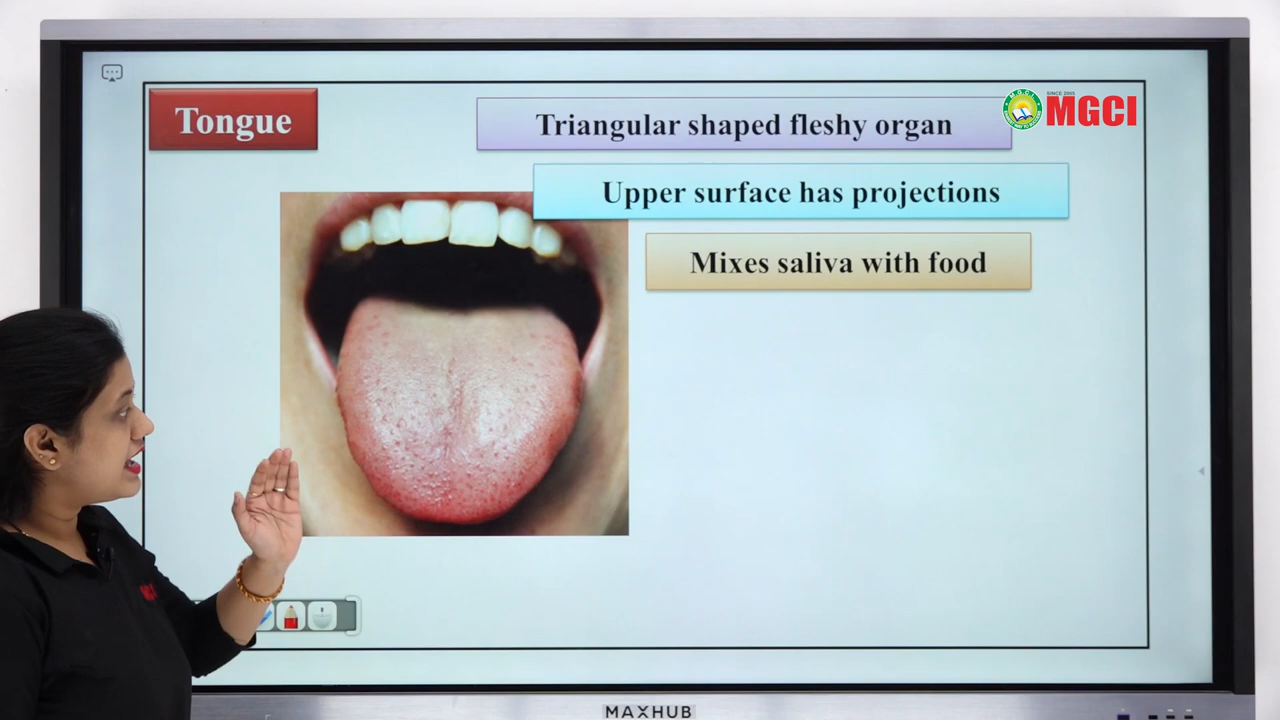 Tongue
Triangular shaped fleshy organ
SINCE 2005
MGCI
Upper surface has projections
Mixes saliva with food
MAXHUB